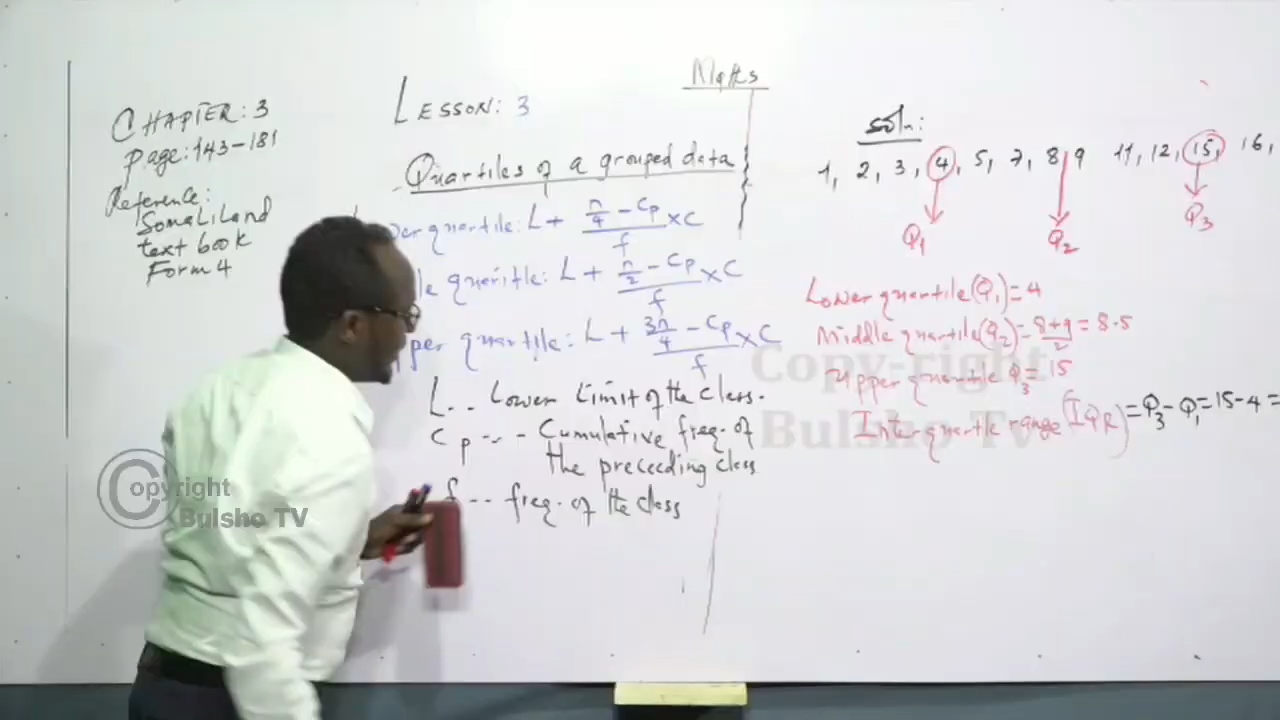 Maths
CHAPTER: 3
page: 143-181
Reference:
Somaliland
text book
Form 4
LESSON: 3
Quartiles of a grouped data
quartile: L + (n/4 - Cp)/f × C
quaritle: L + (n/2 - Cp)/f × C
quartile: L + (3n/4 - Cp)/f × C
L.. Lower Limit of the class.
Cp -- Cumulative freq. of
the preceeding class
f -- freq. of the class
soln:
1, 2, 3, 4, 5, 7, 8 9 11, 12, 15, 16,
Q1 Q2 Q3
Lower quartile (Q1) = 4
Middle quartile (Q2) = 8+9/2 = 8.5
Upper quartile Q3 = 15
Interquartle range (IQR) = Q3 - Q1 = 15 - 4 =
Copy-right
Bulsho TV
Copyright
Bulsho TV